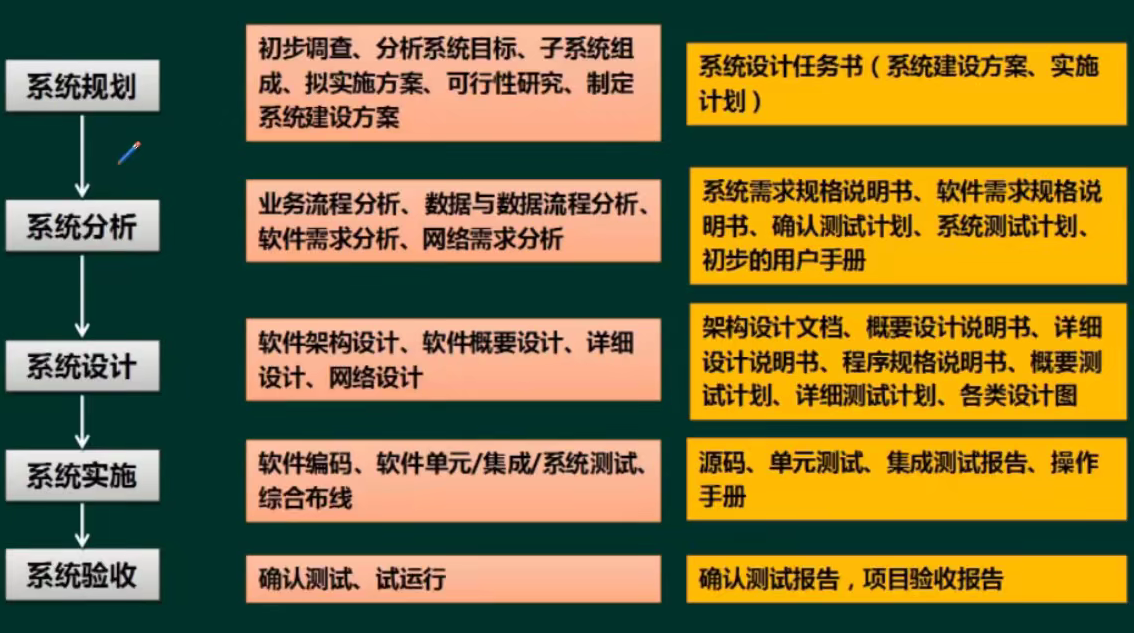 系统规划
初步调查、分析系统目标、子系统组
成、拟实施方案、可行性研究、制定
系统建设方案
系统设计任务书（系统建设方案、实施
计划）
系统分析
业务流程分析、数据与数据流程分析、
软件需求分析、网络需求分析
系统需求规格说明书、软件需求规格说
明书、确认测试计划、系统测试计划、
初步的用户手册
系统设计
软件架构设计、软件概要设计、详细
设计、网络设计
架构设计文档、概要设计说明书、详细
设计说明书、程序规格说明书、概要测
试计划、详细测试计划、各类设计图
系统实施
软件编码、软件单元/集成/系统测试、
综合布线
源码、单元测试、集成测试报告、操作
手册
系统验收
确认测试、试运行
确认测试报告，项目验收报告